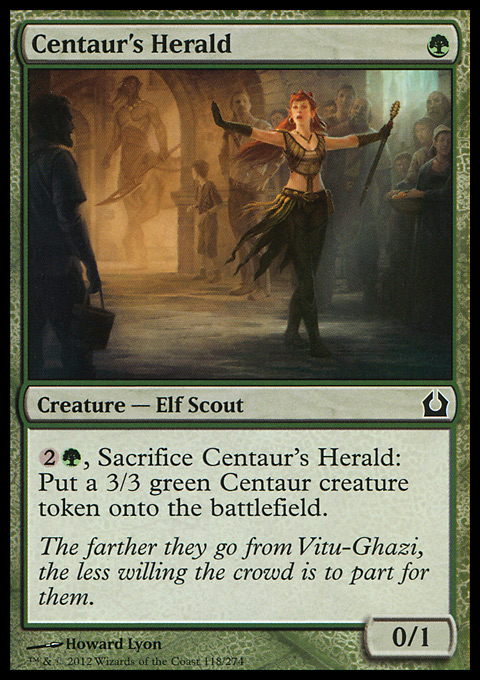 Centaur's Herald
Creature — Elf Scout
2, Sacrifice Centaur's Herald:
Put a 3/3 green Centaur creature
token onto the battlefield.
The farther they go from Vitu-Ghazi,
the less willing the crowd is to part for
them.
0/1
Howard Lyon
™ & © 2012 Wizards of the Coast 118/274